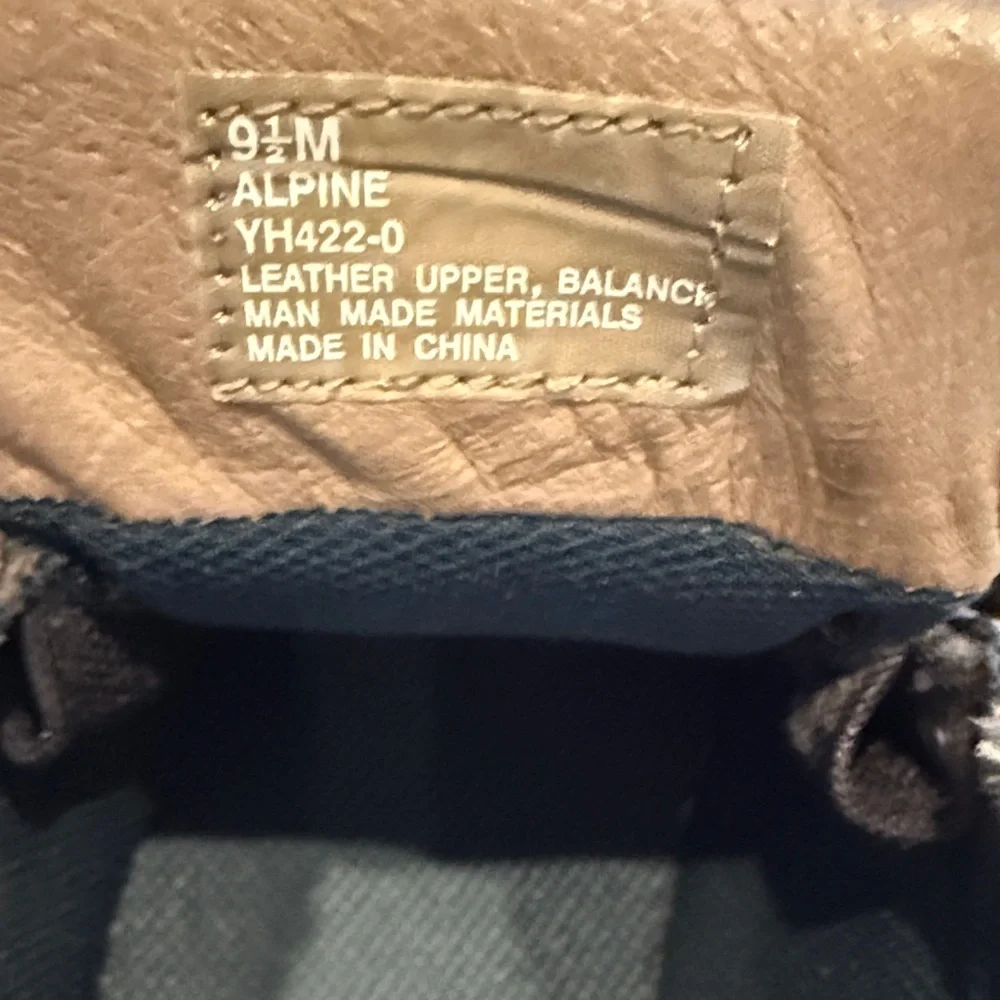 9½M
ALPINE
YH422-0
LEATHER UPPER, BALANCE
MAN MADE MATERIALS
MADE IN CHINA